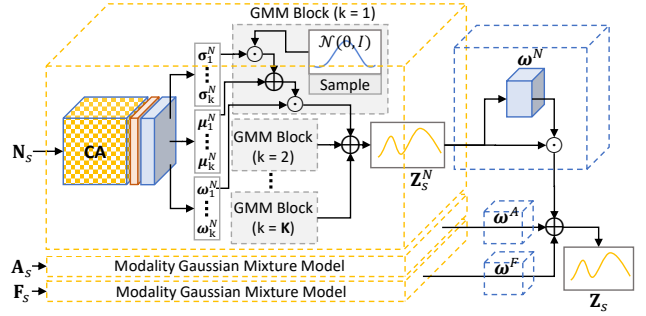 GMM Block (k = 1)
σ₁ᴺ
⋮
σₖᴺ
𝒩(0, I)
Sample
ωᴺ
Nₛ
CA
μ₁ᴺ
⋮
μₖᴺ
GMM Block
(k = 2)
Zₛᴺ
ω₁ᴺ
⋮
ωₖᴺ
GMM Block
(k = K)
ωᴬ
Aₛ
Modality Gaussian Mixture Model
Fₛ
Modality Gaussian Mixture Model
ωᶠ
Zₛ